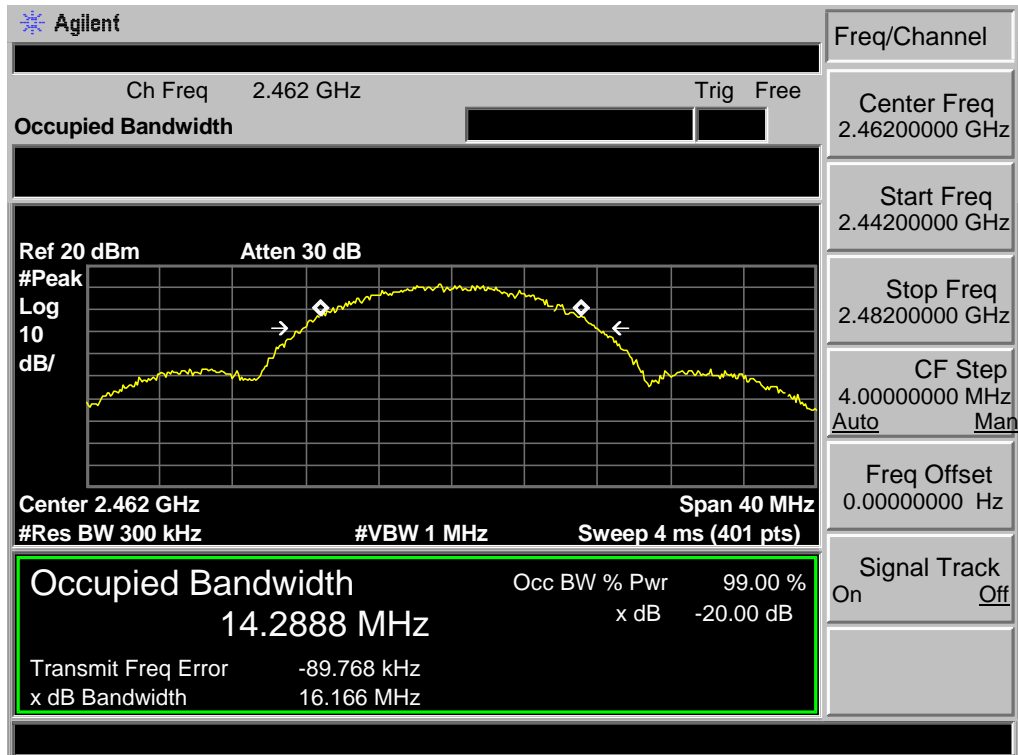 Agilent
Freq/Channel
Ch Freq 2.462 GHz Trig Free
Occupied Bandwidth
Center Freq
2.46200000 GHz
Start Freq
2.44200000 GHz
Stop Freq
2.48200000 GHz
CF Step
4.00000000 MHz
Auto Man
Freq Offset
0.00000000 Hz
Signal Track
On Off
Ref 20 dBm Atten 30 dB
#Peak
Log
10
dB/
Center 2.462 GHz Span 40 MHz
#Res BW 300 kHz #VBW 1 MHz Sweep 4 ms (401 pts)
Occupied Bandwidth
14.2888 MHz
Occ BW % Pwr 99.00 %
x dB -20.00 dB
Transmit Freq Error -89.768 kHz
x dB Bandwidth 16.166 MHz